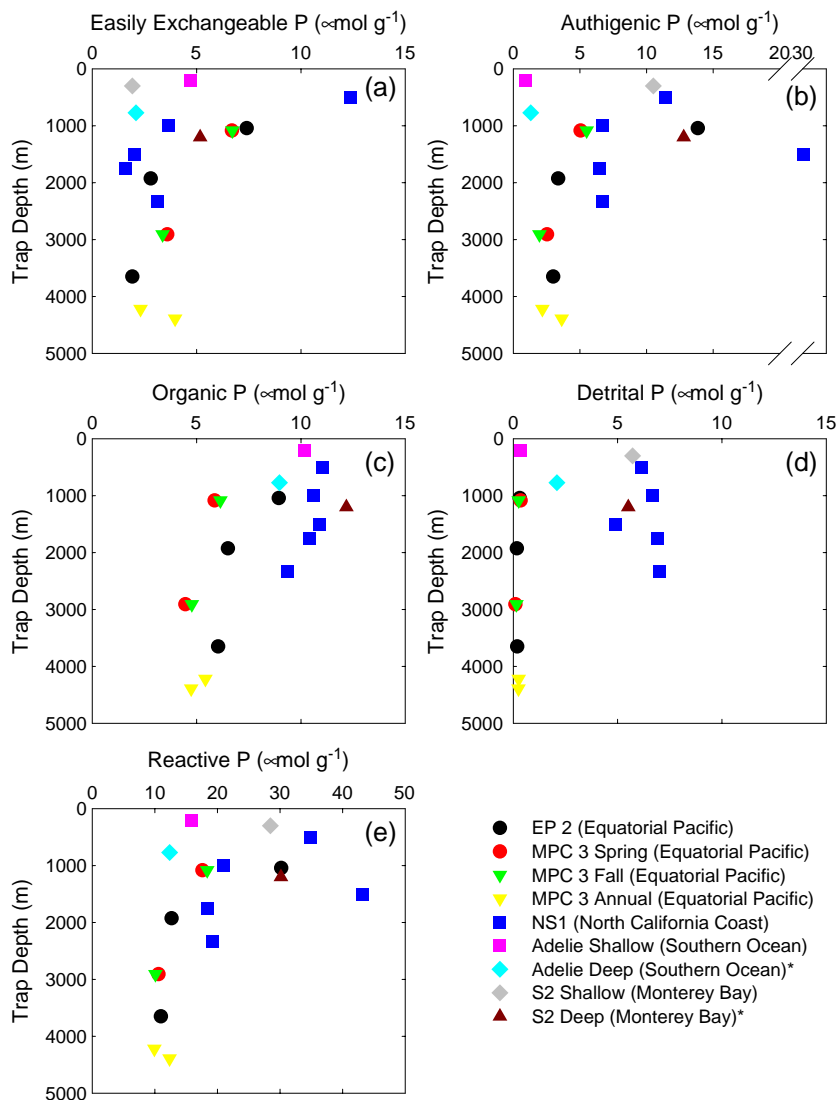 Easily Exchangeable P (∝mol g-1)
0 5 10 15
0
1000
2000
3000
4000
5000
Trap Depth (m)
(a)
Authigenic P (∝mol g-1)
0 5 10 15 20 30
0
1000
2000
3000
4000
5000
Trap Depth (m)
(b)
Organic P (∝mol g-1)
0 5 10 15
0
1000
2000
3000
4000
5000
Trap Depth (m)
(c)
Detrital P (∝mol g-1)
0 5 10 15
0
1000
2000
3000
4000
5000
Trap Depth (m)
(d)
Reactive P (∝mol g-1)
0 10 20 30 40 50
0
1000
2000
3000
4000
5000
Trap Depth (m)
(e)
EP 2 (Equatorial Pacific)
MPC 3 Spring (Equatorial Pacific)
MPC 3 Fall (Equatorial Pacific)
MPC 3 Annual (Equatorial Pacific)
NS1 (North California Coast)
Adelie Shallow (Southern Ocean)
Adelie Deep (Southern Ocean)*
S2 Shallow (Monterey Bay)
S2 Deep (Monterey Bay)*